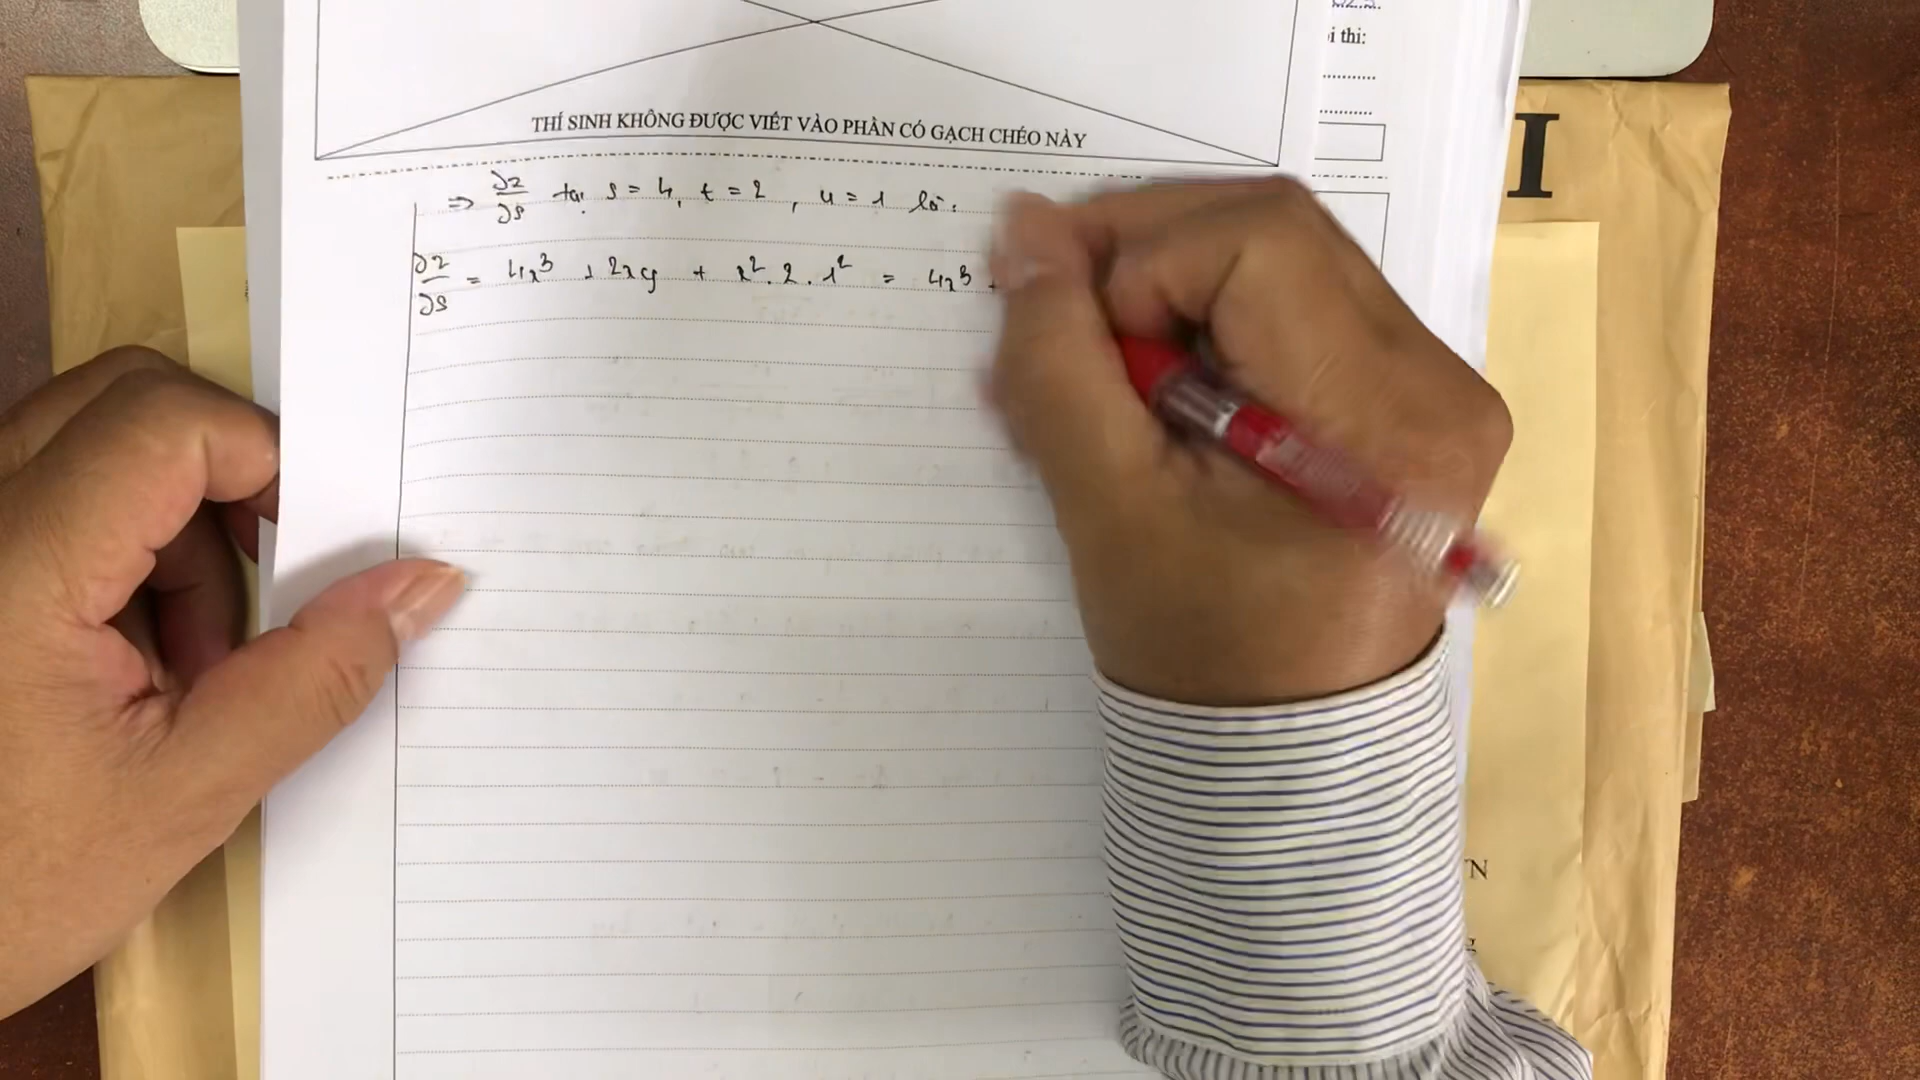 i thi:
THÍ SINH KHÔNG ĐƯỢC VIẾT VÀO PHẦN CÓ GẠCH CHÉO NÀY
I
⇒ ∂z/∂s tại s = 4, t = 2, u = 1 là:
∂z/∂s = 4x³ + 2xy + x².2.1² = 4x³ +
N